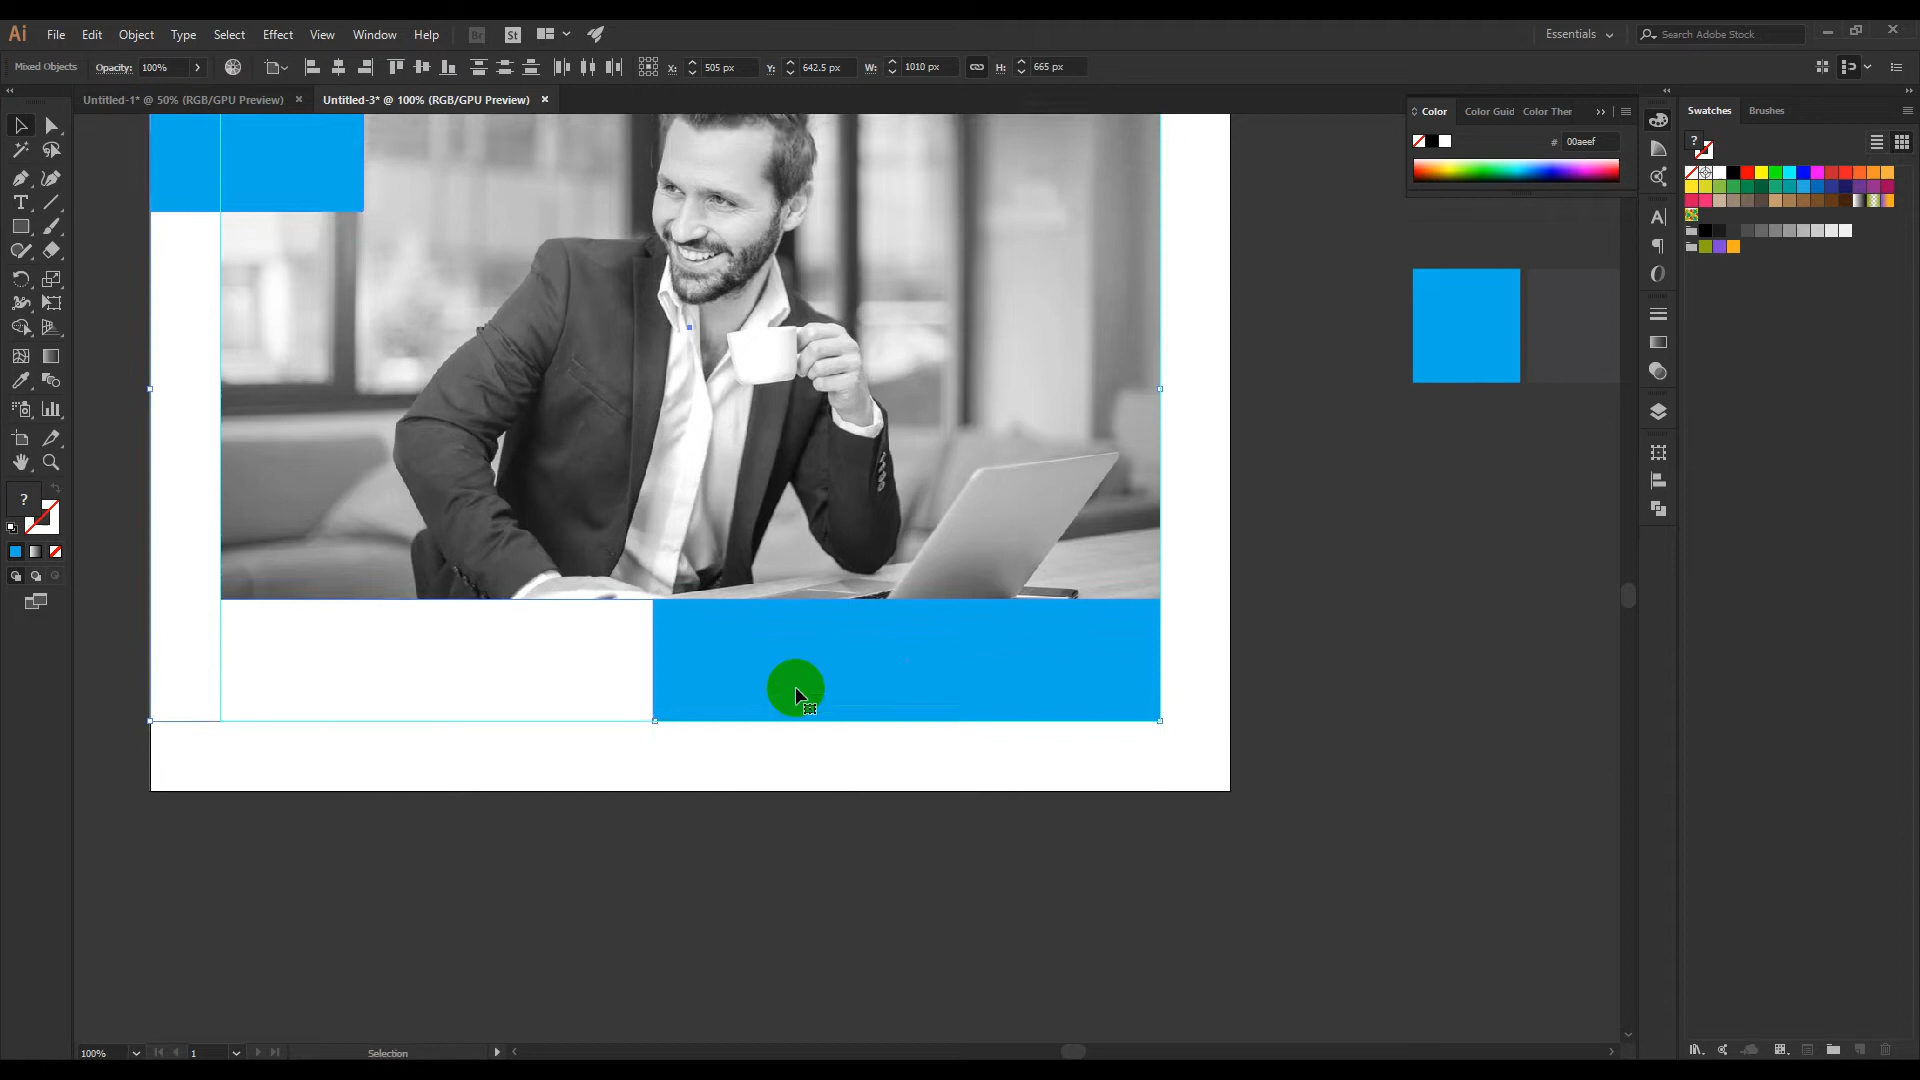 Ai File Edit Object Type Select Effect View Window Help Br St Essentials Search Adobe Stock
Mixed Objects Opacity: 100% X: 505 px Y: 642.5 px W: 1010 px H: 665 px
Untitled-1* @ 50% (RGB/GPU Preview) × Untitled-3* @ 100% (RGB/GPU Preview) ×
Color Color Guid Color Ther Swatches Brushes
# 00aeef
?
?
100% 1 Selection